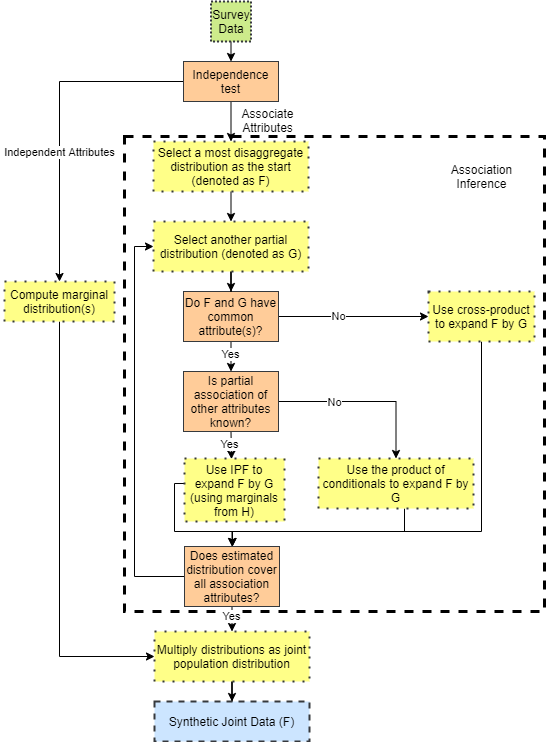 Survey
Data
Independence
test
Associate
Attributes
Independent Attributes
Select a most disaggregate
distribution as the start
(denoted as F)
Association
Inference
Select another partial
distribution (denoted as G)
Compute marginal
distribution(s)
Do F and G have
common
attribute(s)?
No
Use cross-product
to expand F by G
Yes
Is partial
association of
other attributes
known?
No
Yes
Use IPF to
expand F by G
(using marginals
from H)
Use the product of
conditionals to expand F by
G
Does estimated
distribution cover
all association
attributes?
Yes
Multiply distributions as joint
population distribution
Synthetic Joint Data (F)